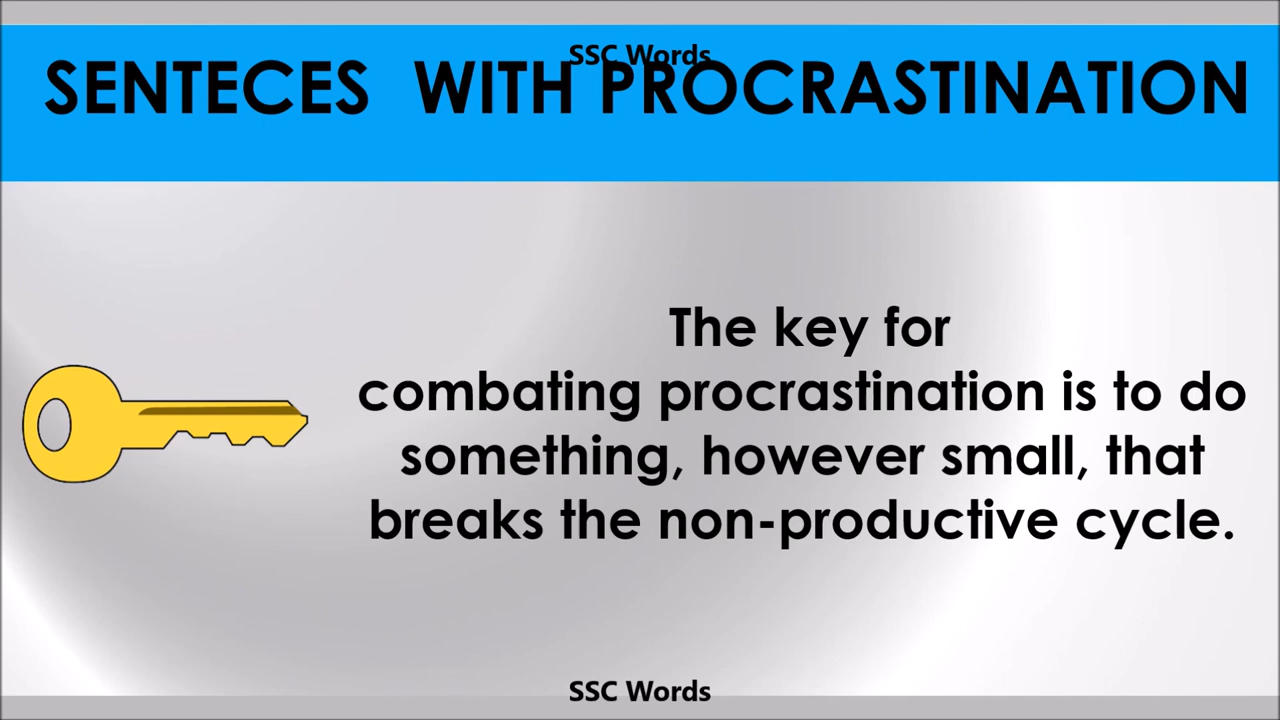 SSC Words
SENTECES WITH PROCRASTINATION
The key for
combating procrastination is to do
something, however small, that
breaks the non-productive cycle.
SSC Words